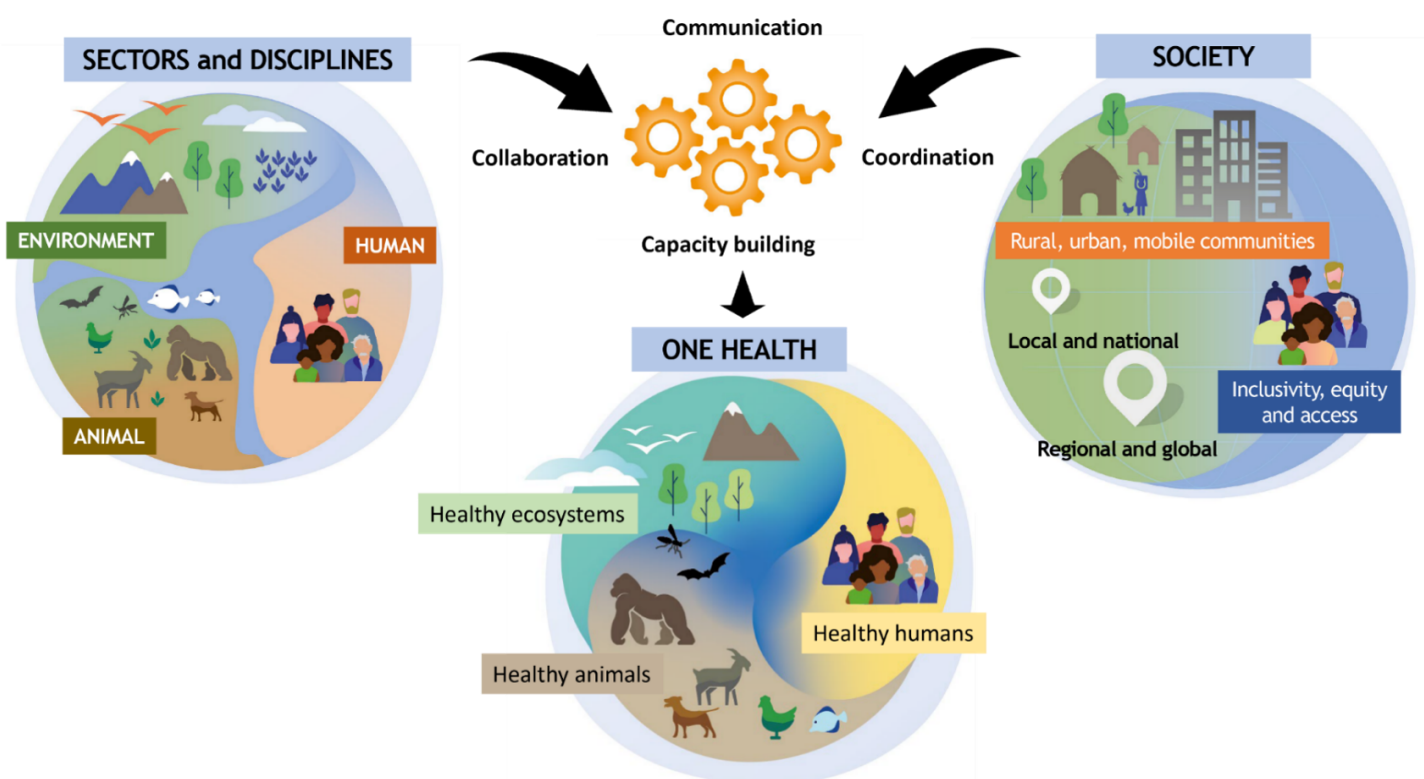 SECTORS and DISCIPLINES
ENVIRONMENT
HUMAN
ANIMAL
Communication
Collaboration
Coordination
Capacity building
SOCIETY
Rural, urban, mobile communities
Local and national
Inclusivity, equity
and access
Regional and global
ONE HEALTH
Healthy ecosystems
Healthy humans
Healthy animals